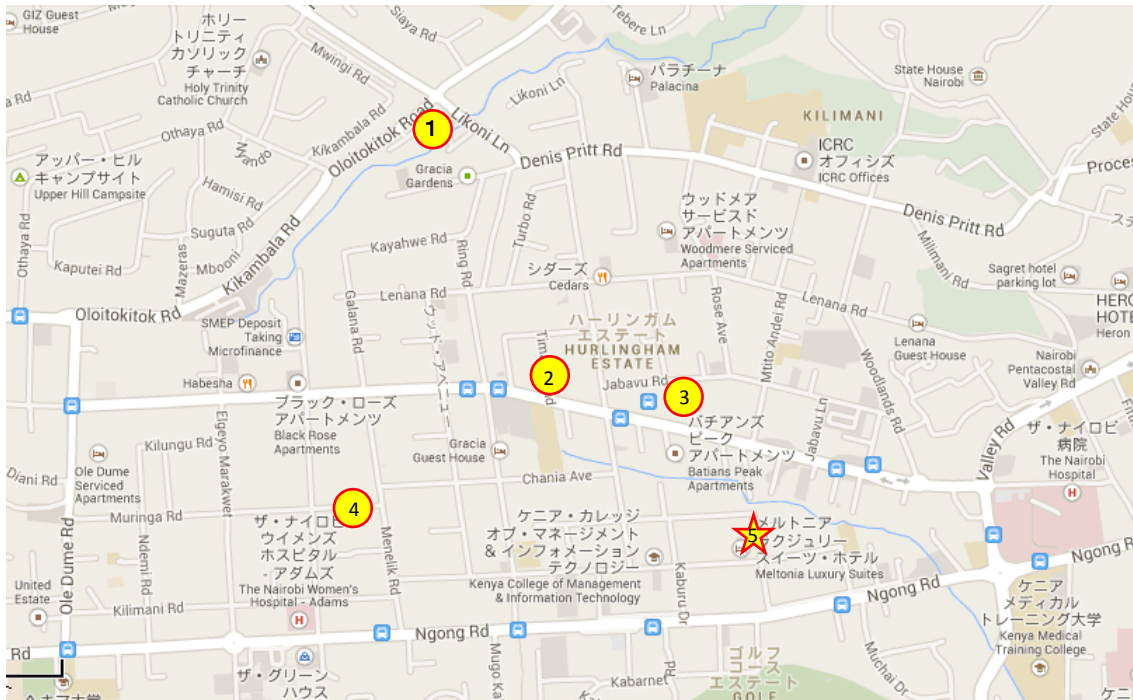 GIZ Guest
House
Siaya Rd
Tebere Ln
ホリー
トリニティ
カソリック
チャーチ
Holy Trinity
Catholic Church
Mwingi Rd
Likoni Ln
パラチーナ
Palacina
State House
Nairobi
State House
KILIMANI
Oloitokitok Road
1
Likoni Ln
Othaya Rd
Nyando
Kikambala Rd
Denis Pritt Rd
ICRC
オフィシズ
ICRC Offices
Proces
アッパー・ヒル
キャンプサイト
Upper Hill Campsite
Gracia
Gardens
Hamisi Rd
Turbo Rd
ウッドメア
サービスド
アパートメンツ
Woodmere Serviced
Apartments
Denis Pritt Rd
Othaya Rd
Suguta Rd
Kikambala Rd
Kayahwe Rd
Ring Rd
Milimani Rd
Kaputei Rd
Mazeras
Mbooni
シダーズ
Cedars
Sagret hotel
parking lot
Lenana Rd
Galana Rd
Rose Ave
Mtito Andei Rd
Lenana Rd
HERO
HOTE
Heron
Oloitokitok Rd
SMEP Deposit
Taking
Microfinance
ウッド・アベニュー
ハーリンガム
エステート
HURLINGHAM
ESTATE
Lenana
Guest House
Nairobi
Pentecostal
Valley Rd
Woodlands Rd
Habesha
2
Jabavu Rd
3
ブラック・ローズ
アパートメンツ
Black Rose
Apartments
Elgeyo Marakwet
Jabavu Ln
Valley Rd
バチアンズ
ピーク
アパートメンツ
Batians Peak
Apartments
ザ・ナイロビ
病院
The Nairobi
Hospital
Kilungu Rd
Gracia
Guest House
Diani Rd
Ole Dume
Serviced
Apartments
Chania Ave
4
Muringa Rd
ザ・ナイロビ
ウイメンズ
ホスピタル
- アダムズ
The Nairobi Women's
Hospital - Adams
Menelik Rd
ケニア・カレッジ
オブ・マネージメント
& インフォメーション
テクノロジー
Kenya College of Management
& Information Technology
5
メルトニア
クジュリー
スイーツ・ホテル
Meltonia Luxury Suites
Ndemi Rd
Ole Dume Rd
Kaburu Dr
Ngong Rd
Ngong Rd
United
Estate
Kilimani Rd
ケニア
メディカル
トレーニング大学
Kenya Medical
Training College
Ngong Rd
Rd
Mugo Ka
Muchai Dr
ザ・グリーン
ハウス
ゴルフ
コース
エステート
GOLF
Kabarnet